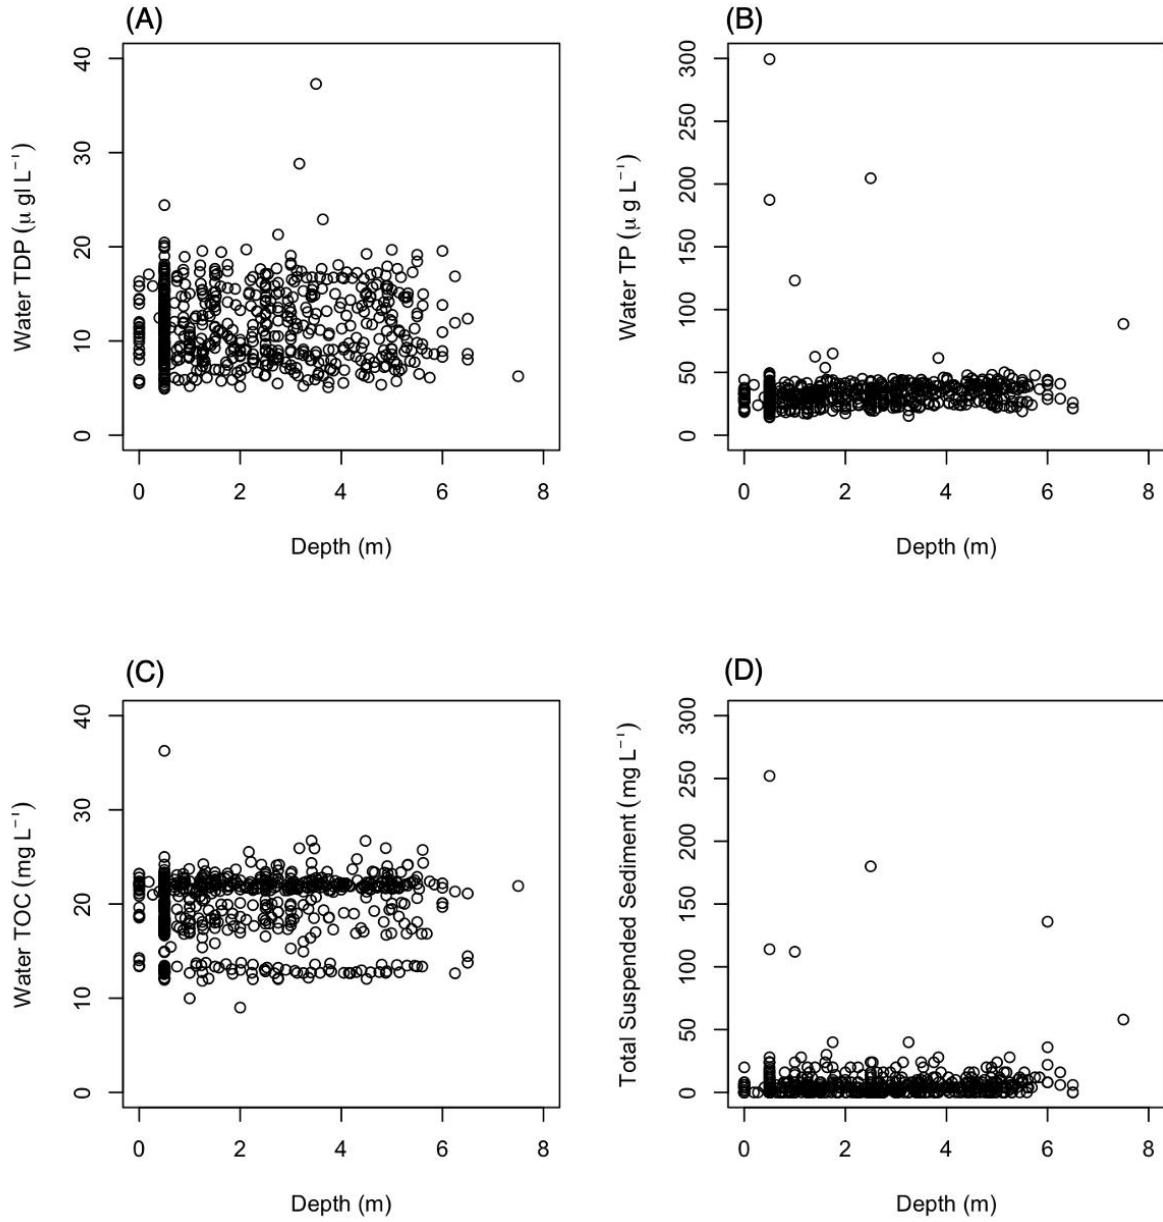 (A)
40
30
20
10
0
Water TDP (μ gl L⁻¹)
0 2 4 6 8
Depth (m)
(B)
300
250
200
150
100
50
0
Water TP (μ g L⁻¹)
0 2 4 6 8
Depth (m)
(C)
40
30
20
10
0
Water TOC (mg L⁻¹)
0 2 4 6 8
Depth (m)
(D)
300
250
200
150
100
50
0
Total Suspended Sediment (mg L⁻¹)
0 2 4 6 8
Depth (m)